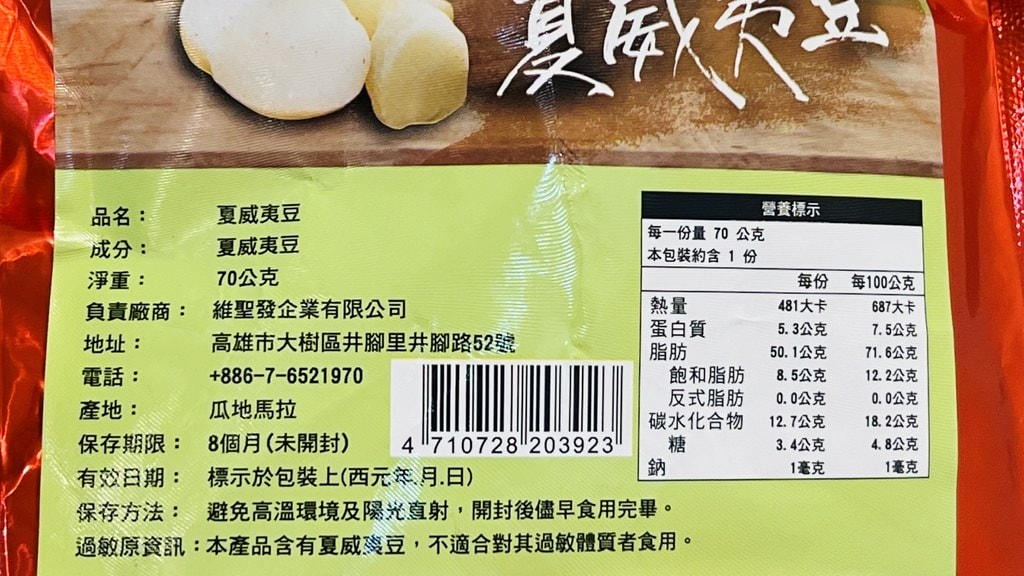 夏威夷豆
品名： 夏威夷豆
成分： 夏威夷豆
淨重： 70公克
負責廠商： 維聖發企業有限公司
地址： 高雄市大樹區井腳里井腳路52號
電話： +886-7-6521970
產地： 瓜地馬拉
保存期限： 8個月(未開封)
有效日期： 標示於包裝上(西元年.月.日)
保存方法： 避免高溫環境及陽光直射，開封後儘早食用完畢。
過敏原資訊：本產品含有夏威夷豆，不適合對其過敏體質者食用。
4 710728 203923
營養標示
每一份量 70 公克
本包裝約含 1 份
每份 每100公克
熱量 481大卡 687大卡
蛋白質 5.3公克 7.5公克
脂肪 50.1公克 71.6公克
飽和脂肪 8.5公克 12.2公克
反式脂肪 0.0公克 0.0公克
碳水化合物 12.7公克 18.2公克
糖 3.4公克 4.8公克
鈉 1毫克 1毫克